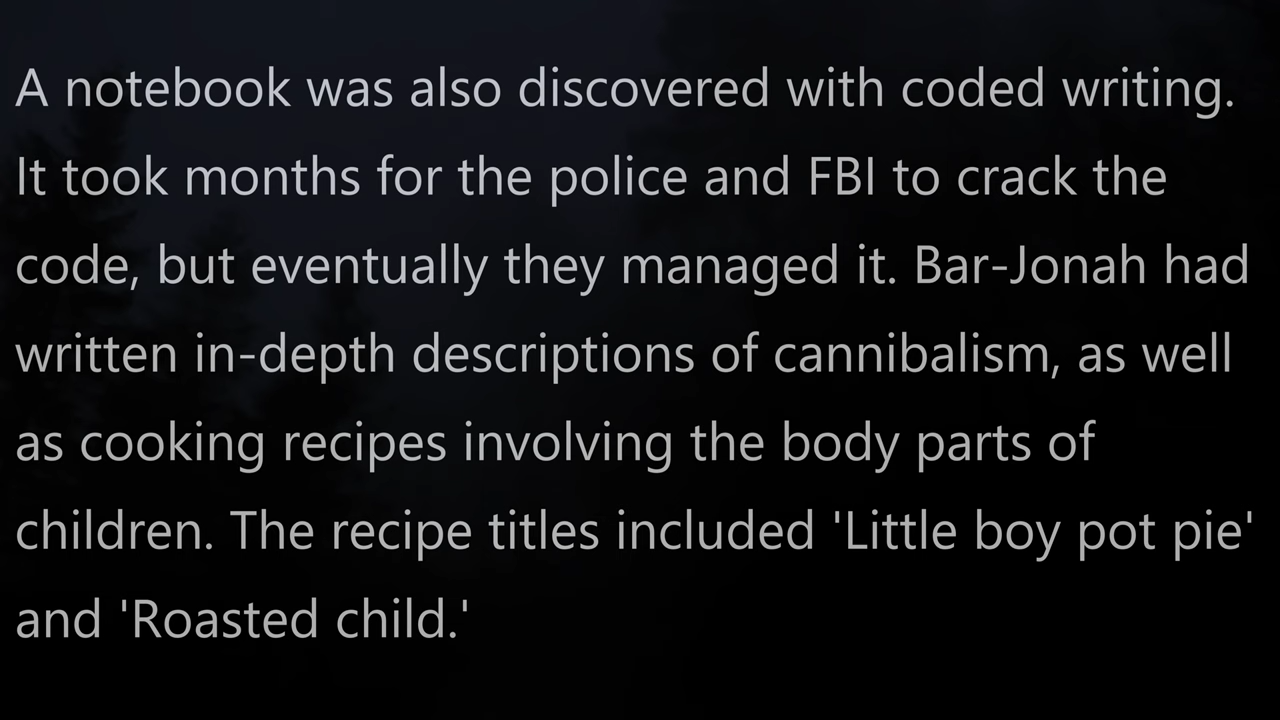 A notebook was also discovered with coded writing.
It took months for the police and FBI to crack the
code, but eventually they managed it. Bar-Jonah had
written in-depth descriptions of cannibalism, as well
as cooking recipes involving the body parts of
children. The recipe titles included 'Little boy pot pie'
and 'Roasted child.'